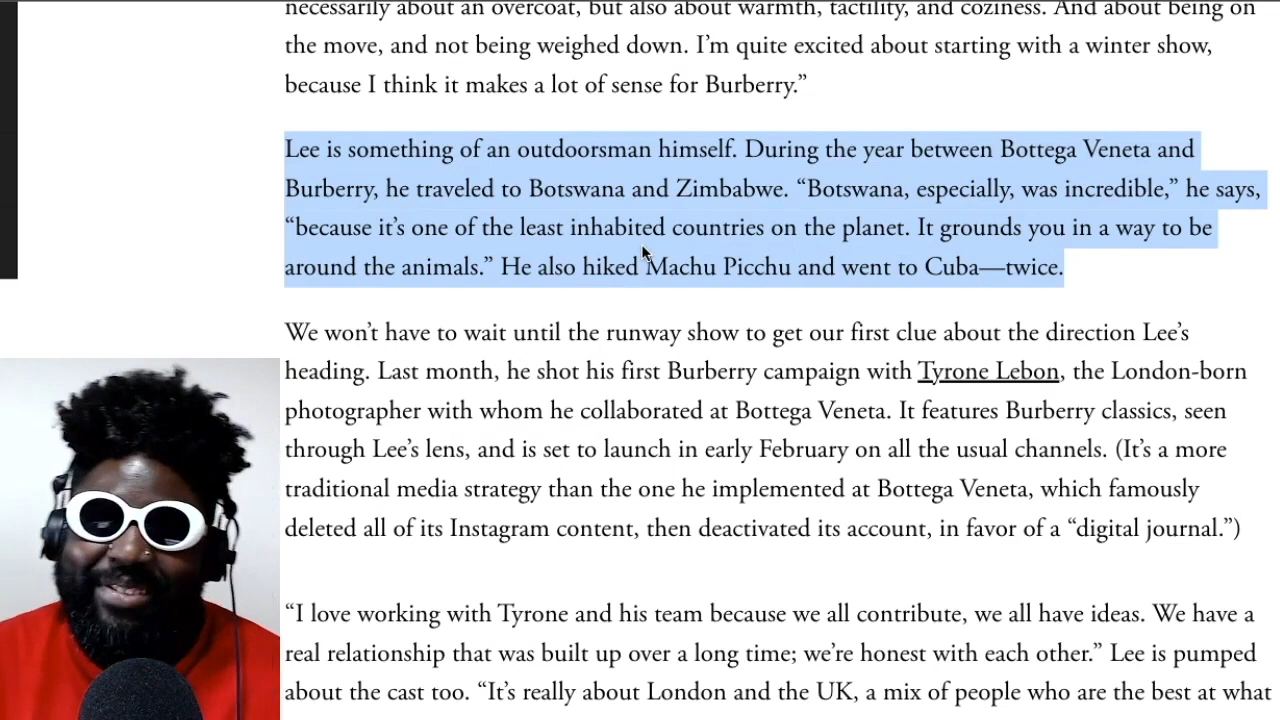 necessarily about an overcoat, but also about warmth, tactility, and coziness. And about being on
the move, and not being weighed down. I’m quite excited about starting with a winter show,
because I think it makes a lot of sense for Burberry.”
Lee is something of an outdoorsman himself. During the year between Bottega Veneta and
Burberry, he traveled to Botswana and Zimbabwe. “Botswana, especially, was incredible,” he says,
“because it’s one of the least inhabited countries on the planet. It grounds you in a way to be
around the animals.” He also hiked Machu Picchu and went to Cuba—twice.
We won’t have to wait until the runway show to get our first clue about the direction Lee’s
heading. Last month, he shot his first Burberry campaign with Tyrone Lebon, the London-born
photographer with whom he collaborated at Bottega Veneta. It features Burberry classics, seen
through Lee’s lens, and is set to launch in early February on all the usual channels. (It’s a more
traditional media strategy than the one he implemented at Bottega Veneta, which famously
deleted all of its Instagram content, then deactivated its account, in favor of a “digital journal.”)
“I love working with Tyrone and his team because we all contribute, we all have ideas. We have a
real relationship that was built up over a long time; we’re honest with each other.” Lee is pumped
about the cast too. “It’s really about London and the UK, a mix of people who are the best at what